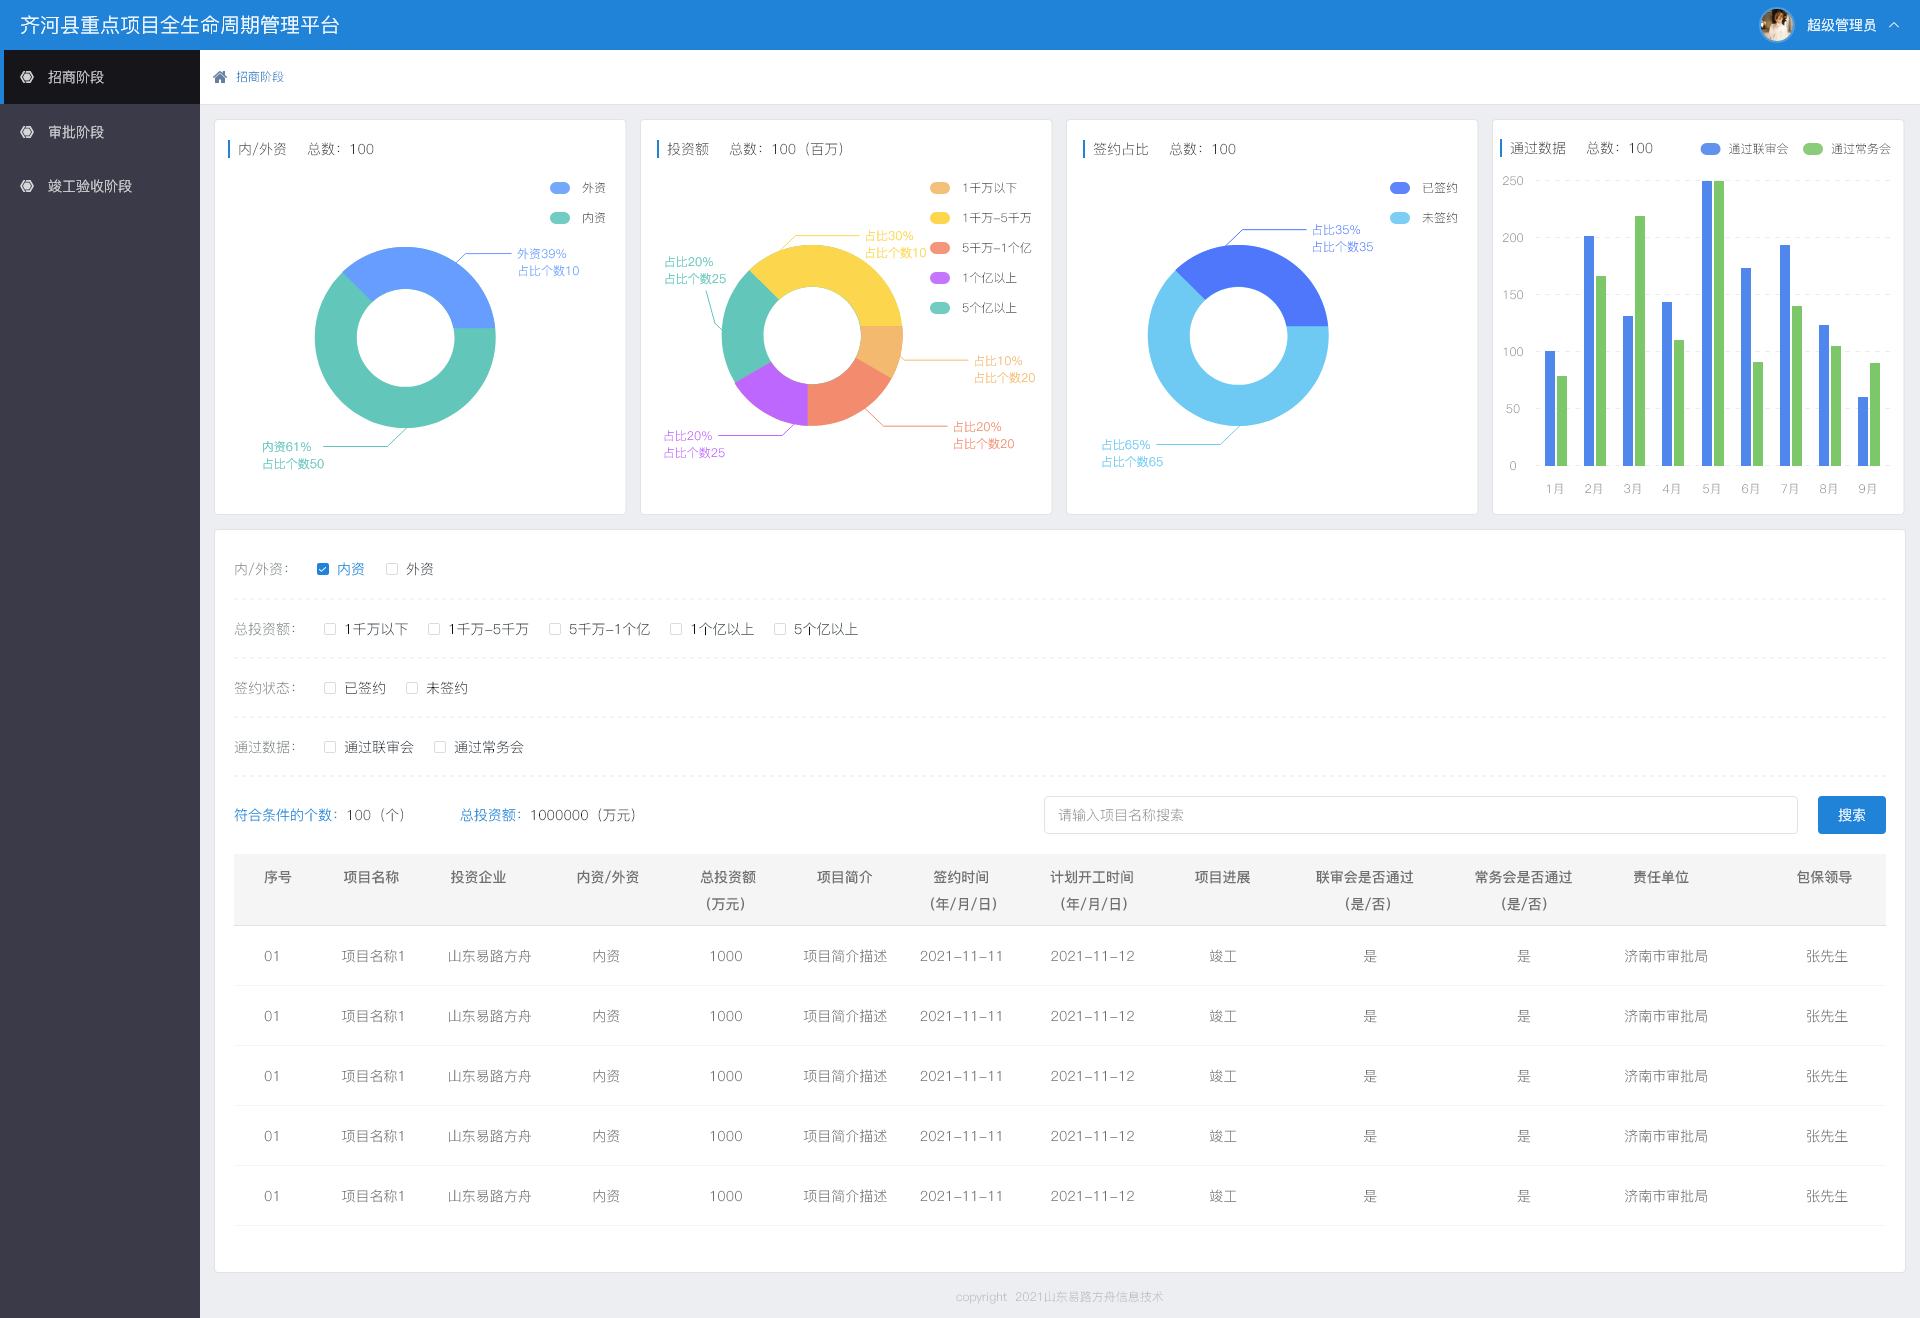 齐河县重点项目全生命周期管理平台
超级管理员
招商阶段
审批阶段
竣工验收阶段
招商阶段
内/外资 总数：100
外资
内资
外资39%
占比个数10
内资61%
占比个数50
投资额 总数：100（百万）
1千万以下
1千万-5千万
5千万-1个亿
1个亿以上
5个亿以上
占比30%
占比个数10
占比20%
占比个数25
占比10%
占比个数20
占比20%
占比个数20
占比20%
占比个数25
签约占比 总数：100
已签约
未签约
占比35%
占比个数35
占比65%
占比个数65
通过数据 总数：100
通过联审会 通过常务会
250
200
150
100
50
0
1月 2月 3月 4月 5月 6月 7月 8月 9月
内/外资： 内资 外资
总投资额： 1千万以下 1千万-5千万 5千万-1个亿 1个亿以上 5个亿以上
签约状态： 已签约 未签约
通过数据： 通过联审会 通过常务会
符合条件的个数：100（个） 总投资额：1000000（万元） 请输入项目名称搜索 搜索
序号 项目名称 投资企业 内资/外资 总投资额 项目简介 签约时间 计划开工时间 项目进展 联审会是否通过 常务会是否通过 责任单位 包保领导
（万元） （年/月/日） （年/月/日） （是/否） （是/否）
01 项目名称1 山东易路方舟 内资 1000 项目简介描述 2021-11-11 2021-11-12 竣工 是 是 济南市审批局 张先生
01 项目名称1 山东易路方舟 内资 1000 项目简介描述 2021-11-11 2021-11-12 竣工 是 是 济南市审批局 张先生
01 项目名称1 山东易路方舟 内资 1000 项目简介描述 2021-11-11 2021-11-12 竣工 是 是 济南市审批局 张先生
01 项目名称1 山东易路方舟 内资 1000 项目简介描述 2021-11-11 2021-11-12 竣工 是 是 济南市审批局 张先生
01 项目名称1 山东易路方舟 内资 1000 项目简介描述 2021-11-11 2021-11-12 竣工 是 是 济南市审批局 张先生
copyright 2021山东易路方舟信息技术